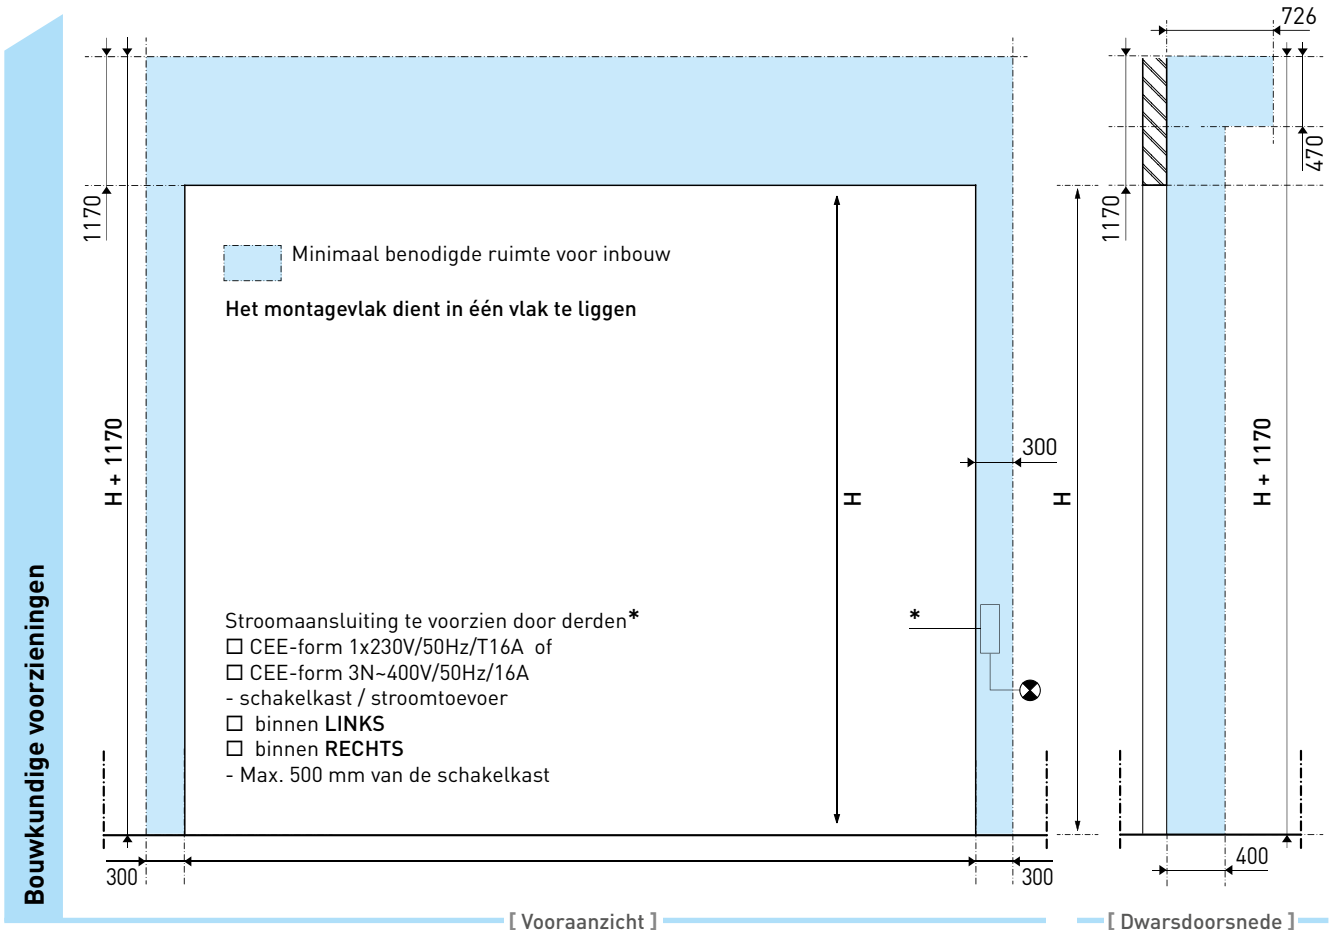 726
470
1170
1170
Minimaal benodigde ruimte voor inbouw
Het montagevlak dient in één vlak te liggen
H + 1170
H
300
H
H + 1170
Stroomaansluiting te voorzien door derden*
☐ CEE-form 1x230V/50Hz/T16A of
☐ CEE-form 3N~400V/50Hz/16A
- schakelkast / stroomtoevoer
☐ binnen LINKS
☐ binnen RECHTS
- Max. 500 mm van de schakelkast
*
Bouwkundige voorzieningen
300
300
400
[ Vooraanzicht ]
[ Dwarsdoorsnede ]